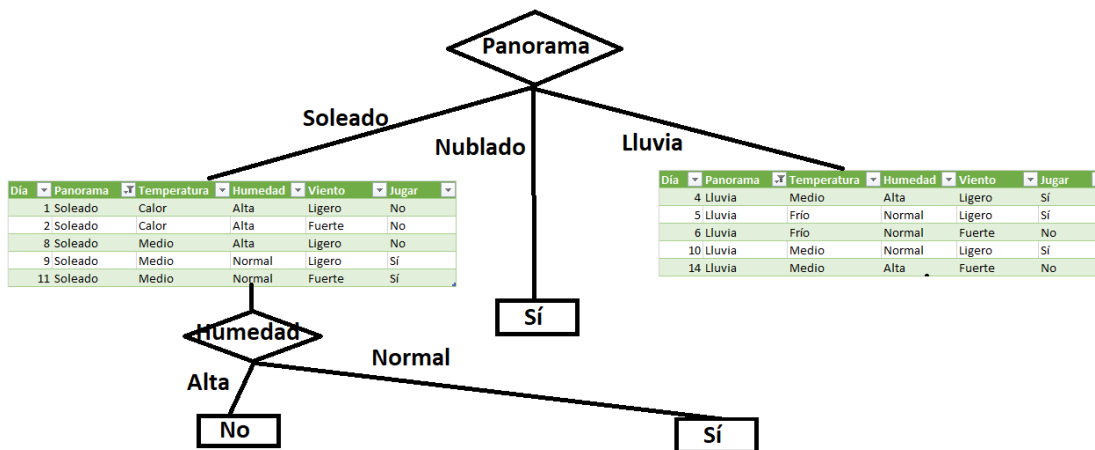 Panorama
Soleado
Nublado
Lluvia
Día Panorama Temperatura Humedad Viento Jugar
1 Soleado Calor Alta Ligero No
2 Soleado Calor Alta Fuerte No
8 Soleado Medio Alta Ligero No
9 Soleado Medio Normal Ligero Sí
11 Soleado Medio Normal Fuerte Sí
Día Panorama Temperatura Humedad Viento Jugar
4 Lluvia Medio Alta Ligero Sí
5 Lluvia Frío Normal Ligero Sí
6 Lluvia Frío Normal Fuerte No
10 Lluvia Medio Normal Ligero Sí
14 Lluvia Medio Alta Fuerte No
Sí
Humedad
Alta
Normal
No
Sí